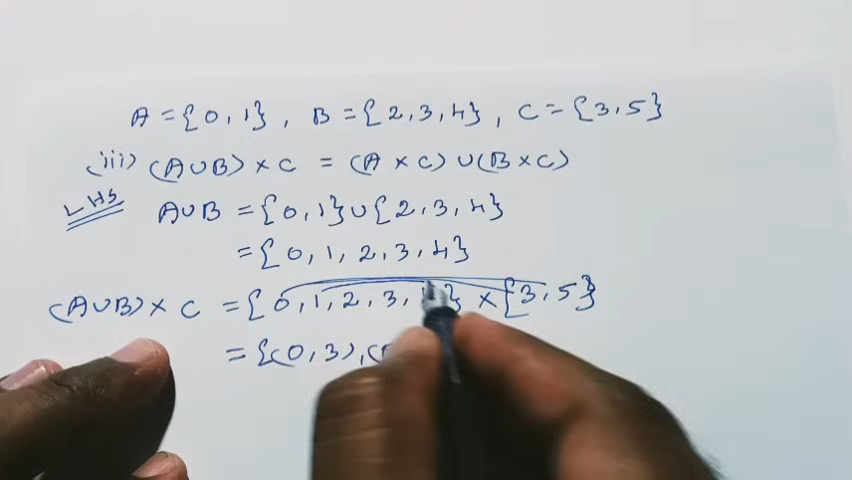 A = {0, 1}, B = {2, 3, 4}, C = {3, 5}
(iii) (A∪B) × C = (A × C) ∪ (B × C)
LHS A∪B = {0, 1} ∪ {2, 3, 4}
= {0, 1, 2, 3, 4}
(A∪B) × C = {0, 1, 2, 3, } × {3, 5}
= {(0, 3), (